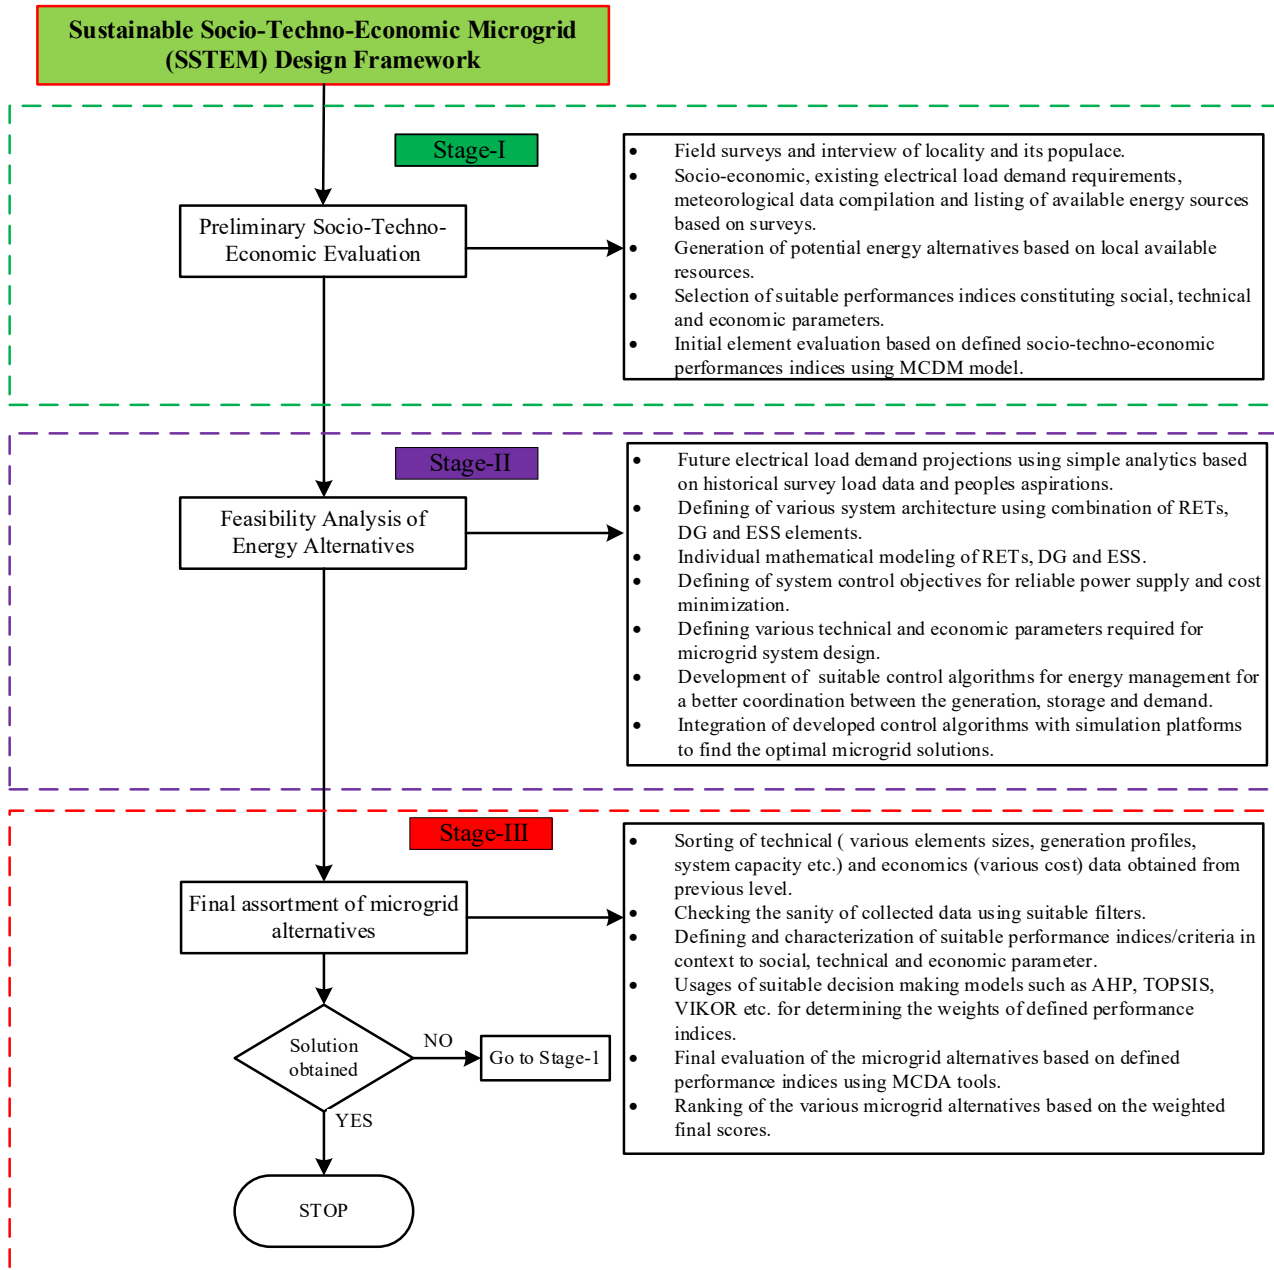 Sustainable Socio-Techno-Economic Microgrid
(SSTEM) Design Framework
Stage-I
Preliminary Socio-Techno-
Economic Evaluation
• Field surveys and interview of locality and its populace.
• Socio-economic, existing electrical load demand requirements,
meteorological data compilation and listing of available energy sources
based on surveys.
• Generation of potential energy alternatives based on local available
resources.
• Selection of suitable performances indices constituting social, technical
and economic parameters.
• Initial element evaluation based on defined socio-techno-economic
performances indices using MCDM model.
Stage-II
Feasibility Analysis of
Energy Alternatives
• Future electrical load demand projections using simple analytics based
on historical survey load data and peoples aspirations.
• Defining of various system architecture using combination of RETs,
DG and ESS elements.
• Individual mathematical modeling of RETs, DG and ESS.
• Defining of system control objectives for reliable power supply and cost
minimization.
• Defining various technical and economic parameters required for
microgrid system design.
• Development of suitable control algorithms for energy management for
a better coordination between the generation, storage and demand.
• Integration of developed control algorithms with simulation platforms
to find the optimal microgrid solutions.
Stage-III
Final assortment of microgrid
alternatives
• Sorting of technical ( various elements sizes, generation profiles,
system capacity etc.) and economics (various cost) data obtained from
previous level.
• Checking the sanity of collected data using suitable filters.
• Defining and characterization of suitable performance indices/criteria in
context to social, technical and economic parameter.
• Usages of suitable decision making models such as AHP, TOPSIS,
VIKOR etc. for determining the weights of defined performance
indices.
• Final evaluation of the microgrid alternatives based on defined
performance indices using MCDA tools.
• Ranking of the various microgrid alternatives based on the weighted
final scores.
Solution
obtained
NO
Go to Stage-1
YES
STOP